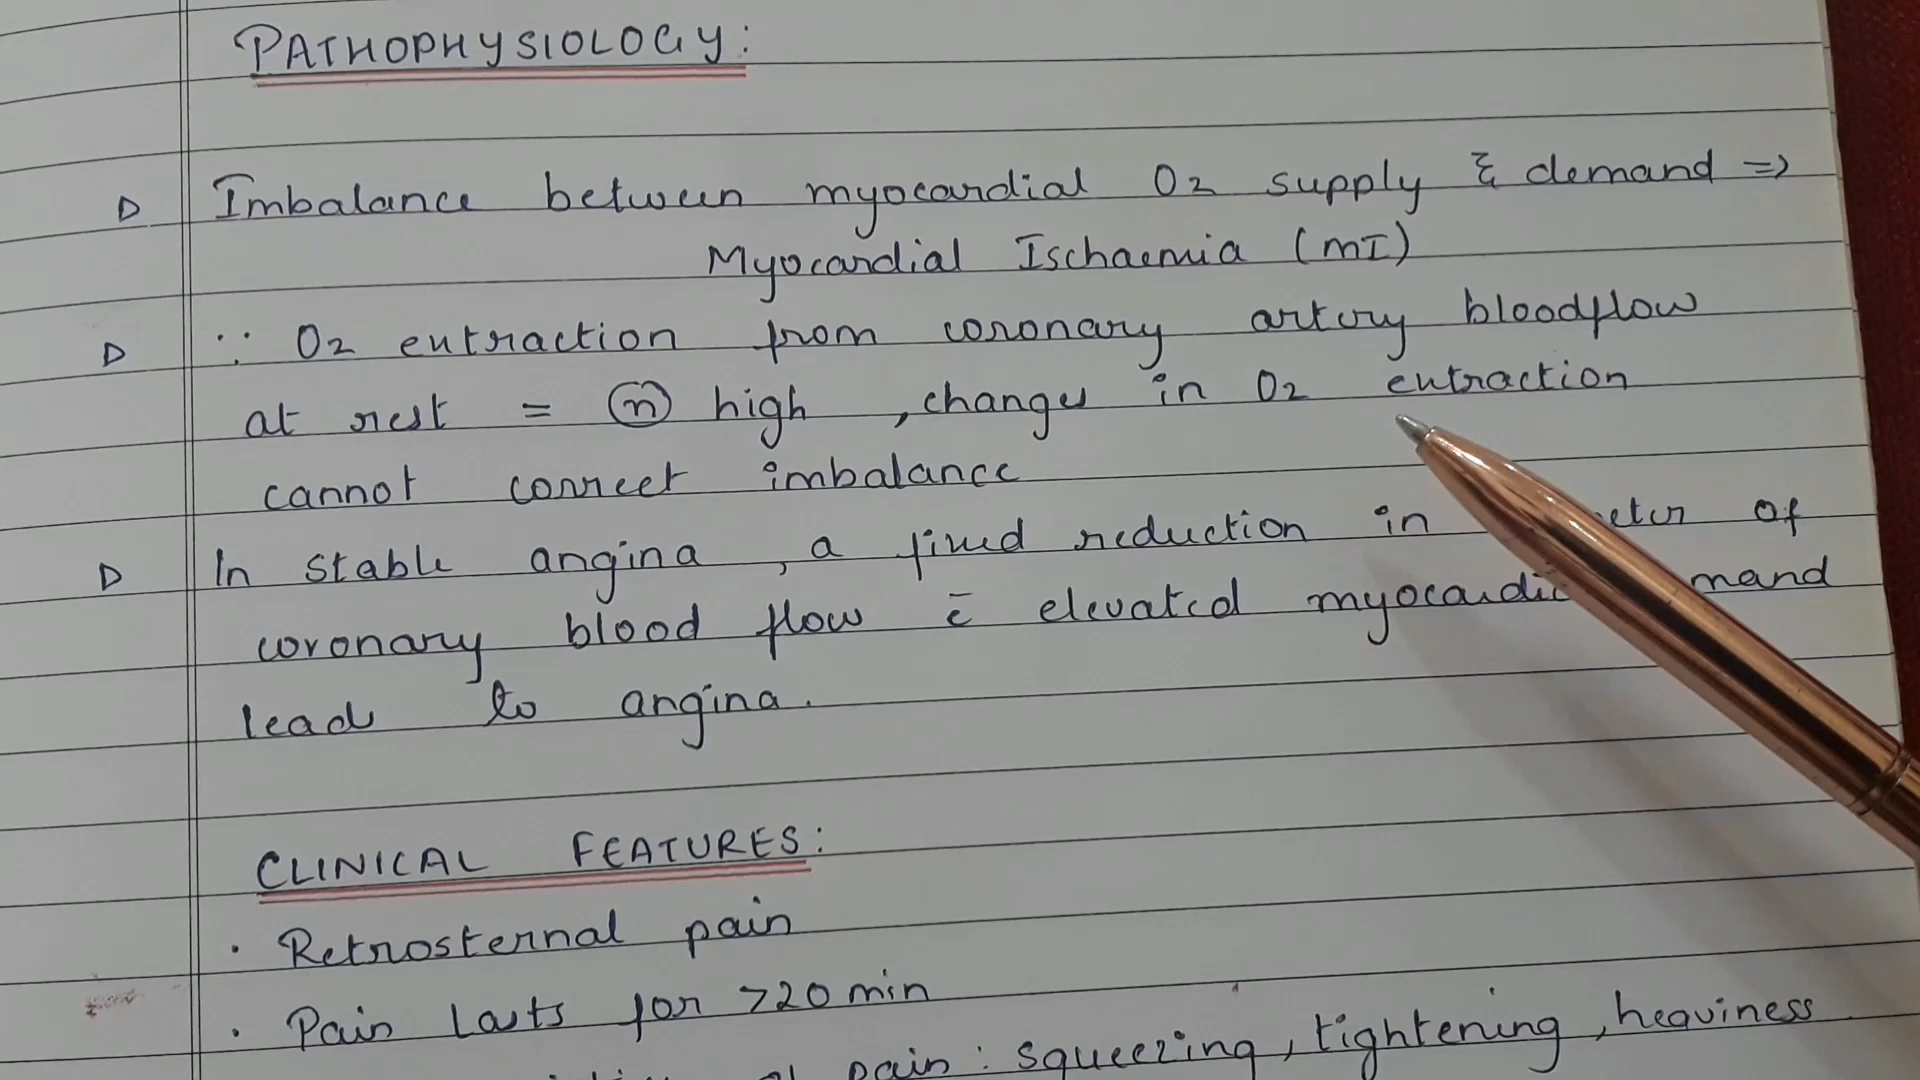 PATHOPHYSIOLOGY:
Imbalance between myocardial O2 supply & demand =>
Myocardial Ischaemia (MI)
∵ O2 extraction from coronary artery bloodflow
at rest = ⓝ high, changes in O2 extraction
cannot correct imbalance
In stable angina, a fixed reduction in of
coronary blood flow c̄ elevated
lead to angina.
CLINICAL FEATURES:
· Retrosternal pain
· Pain lasts for >20 min
pain: squeezing, tightening, heaviness